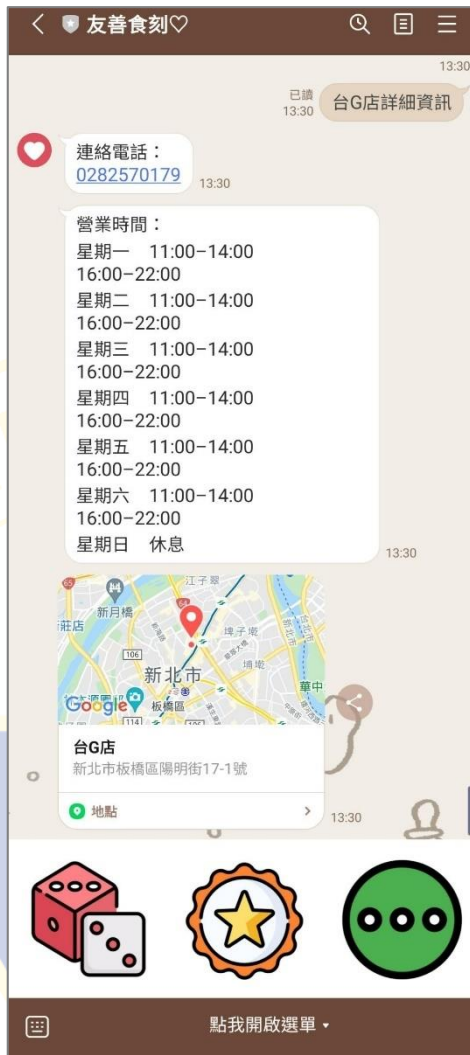 友善食刻♡
13:30
已讀
13:30
台G店詳細資訊
連絡電話：
0282570179
13:30
營業時間：
星期一 11:00–14:00
16:00–22:00
星期二 11:00–14:00
16:00–22:00
星期三 11:00–14:00
16:00–22:00
星期四 11:00–14:00
16:00–22:00
星期五 11:00–14:00
16:00–22:00
星期六 11:00–14:00
16:00–22:00
星期日 休息
13:30
江子翠
64
新月橋
莊店
埤子墘
106
新北市
埔墘
華中
Google
板橋區
114
台G店
新北市板橋區陽明街17-1號
地點
13:30
點我開啟選單